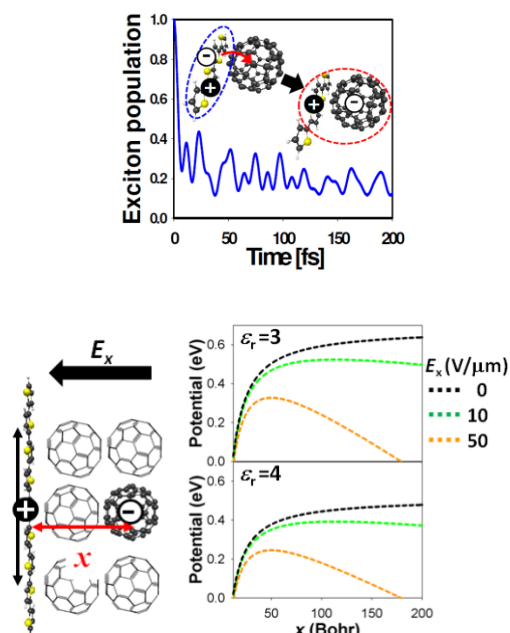 Exciton population
1.0
0.8
0.6
0.4
0.2
0.0
−
+
+
−
0 50 100 150 200
Time [fs]
Eₓ
+
−
x
Potential (eV)
0.8
0.6
0.4
0.2
0.0
εᵣ=3
Eₓ (V/μm)
0
10
50
Potential (eV)
0.6
0.4
0.2
0.0
εᵣ=4
50 100 150 200
x (Bohr)